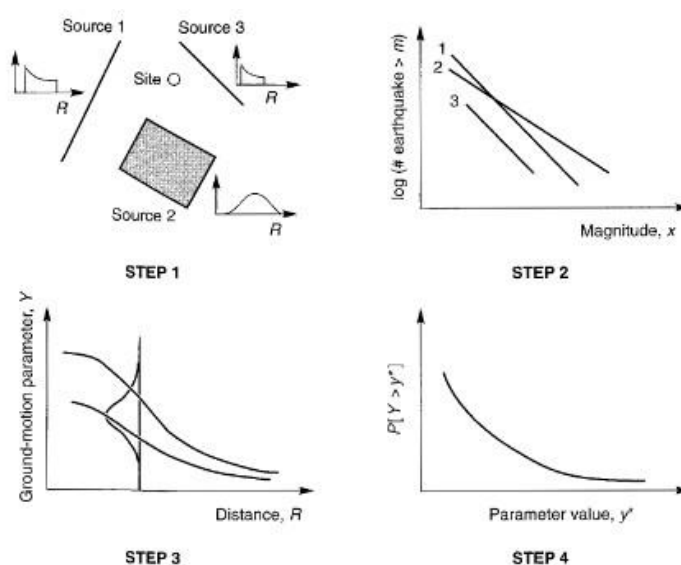 Source 1
Source 3
R
Site
R
Source 2
R
STEP 1
log (# earthquake > m)
1
2
3
Magnitude, x
STEP 2
Ground-motion parameter, Y
Distance, R
STEP 3
P[Y > y*]
Parameter value, y*
STEP 4